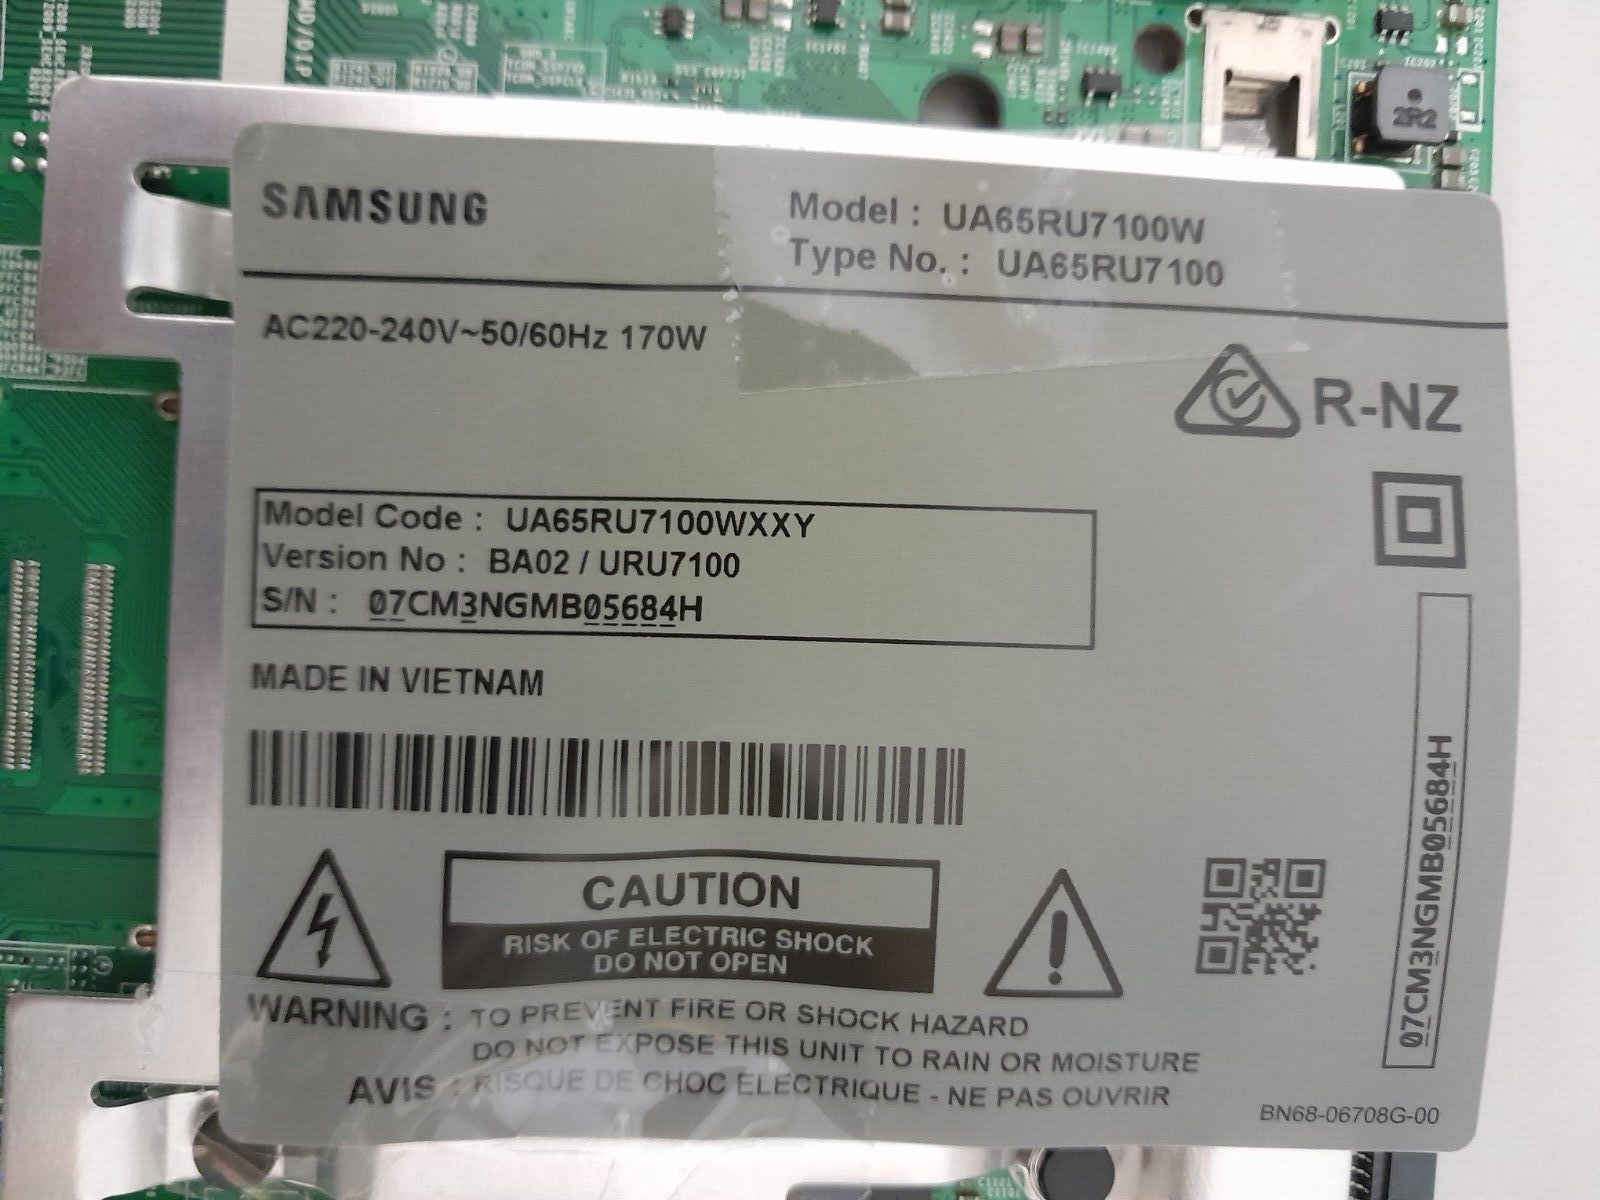 2R2
SAMSUNG
Model : UA65RU7100W
Type No. : UA65RU7100
AC220-240V~50/60Hz 170W
R-NZ
Model Code : UA65RU7100WXXY
Version No : BA02 / URU7100
S/N : 07CM3NGMB05684H
MADE IN VIETNAM
07CM3NGMB05684H
CAUTION
RISK OF ELECTRIC SHOCK
DO NOT OPEN
WARNING : TO PREVENT FIRE OR SHOCK HAZARD
DO NOT EXPOSE THIS UNIT TO RAIN OR MOISTURE
AVIS : RISQUE DE CHOC ELECTRIQUE - NE PAS OUVRIR
BN68-06708G-00